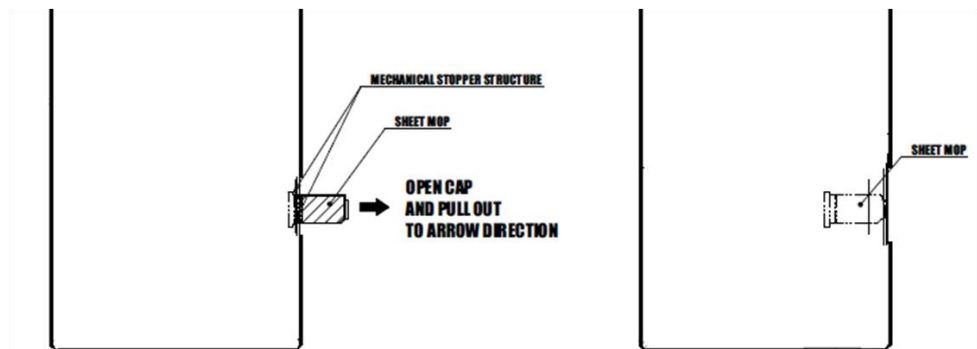 MECHANICAL STOPPER STRUCTURE
SHEET MOP
OPEN CAP
AND PULL OUT
TO ARROW DIRECTION
SHEET MOP